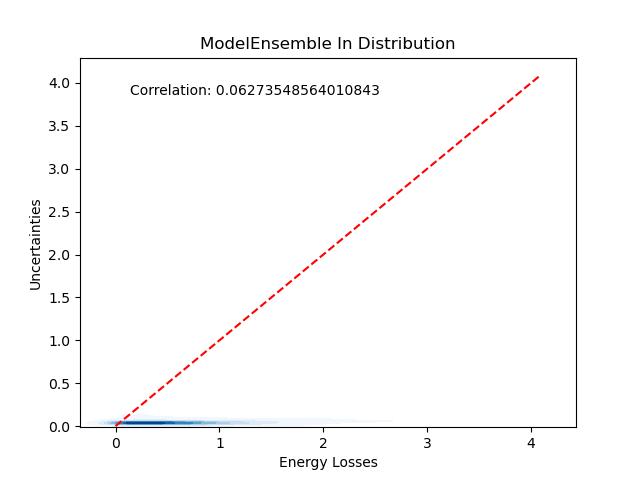 ModelEnsemble In Distribution
Correlation: 0.06273548564010843
4.0
3.5
3.0
2.5
2.0
1.5
1.0
0.5
0.0
Uncertainties
0 1 2 3 4
Energy Losses